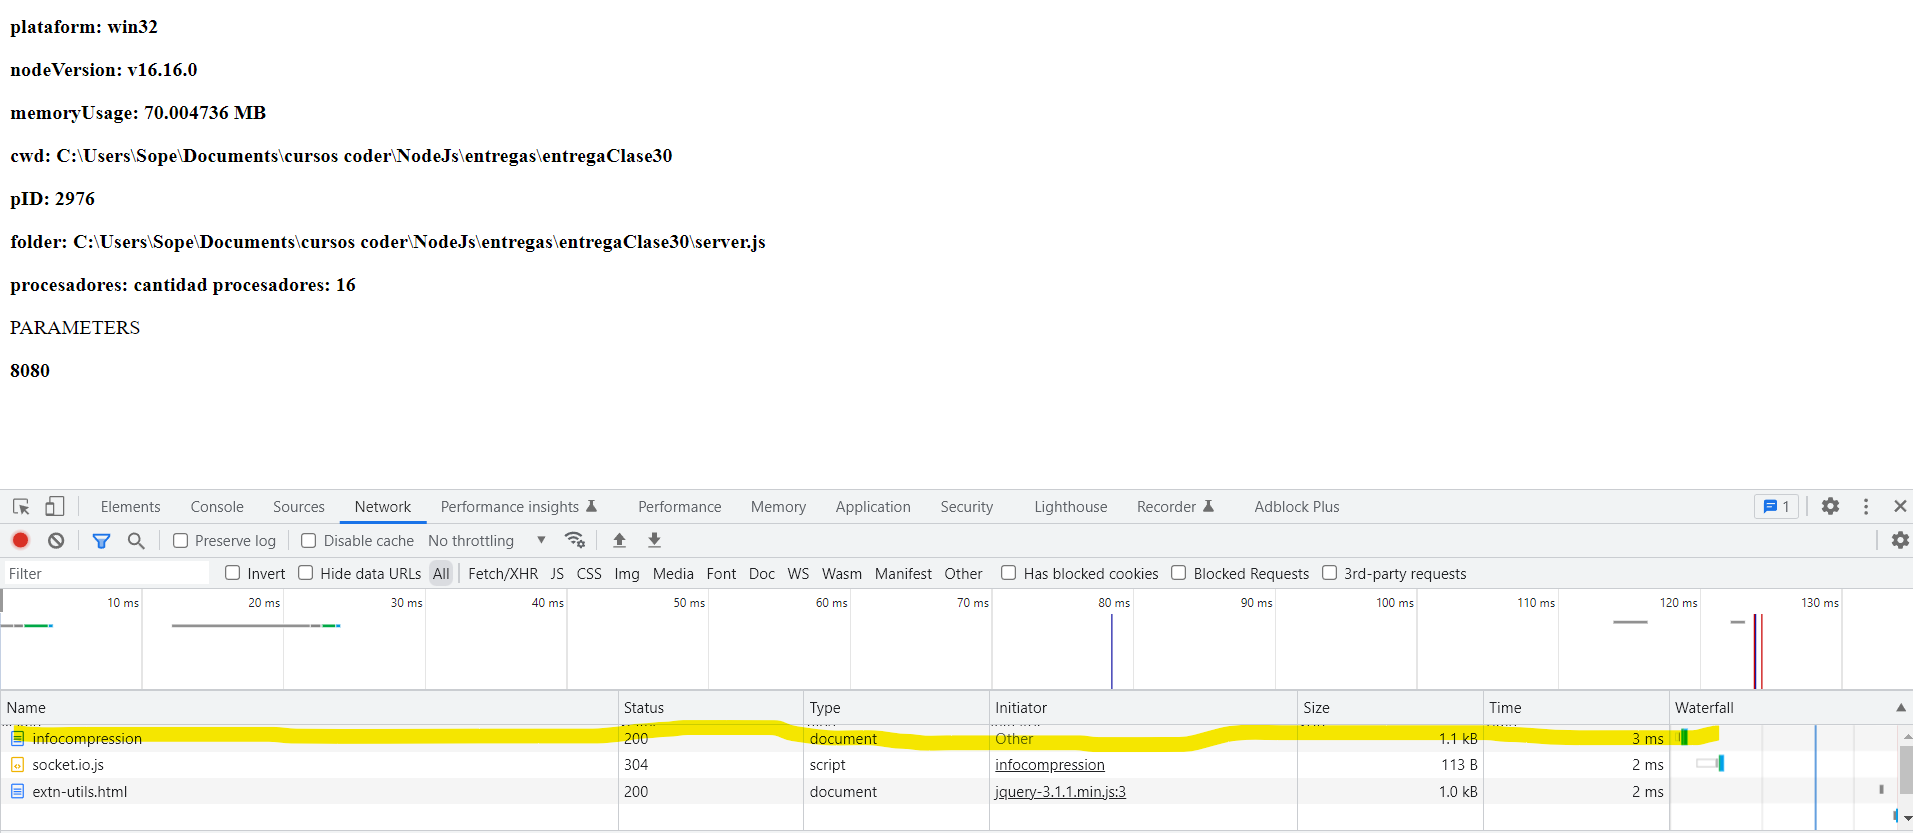 plataform: win32
nodeVersion: v16.16.0
memoryUsage: 70.004736 MB
cwd: C:\Users\Sope\Documents\cursos coder\NodeJs\entregas\entregaClase30
pID: 2976
folder: C:\Users\Sope\Documents\cursos coder\NodeJs\entregas\entregaClase30\server.js
procesadores: cantidad procesadores: 16
PARAMETERS
8080
Elements Console Sources Network Performance insights Performance Memory Application Security Lighthouse Recorder Adblock Plus 1
Preserve log Disable cache No throttling
Filter Invert Hide data URLs All Fetch/XHR JS CSS Img Media Font Doc WS Wasm Manifest Other Has blocked cookies Blocked Requests 3rd-party requests
10 ms 20 ms 30 ms 40 ms 50 ms 60 ms 70 ms 80 ms 90 ms 100 ms 110 ms 120 ms 130 ms
Name Status Type Initiator Size Time Waterfall
infocompression 200 document Other 1.1 kB 3 ms
socket.io.js 304 script infocompression 113 B 2 ms
extn-utils.html 200 document jquery-3.1.1.min.js:3 1.0 kB 2 ms